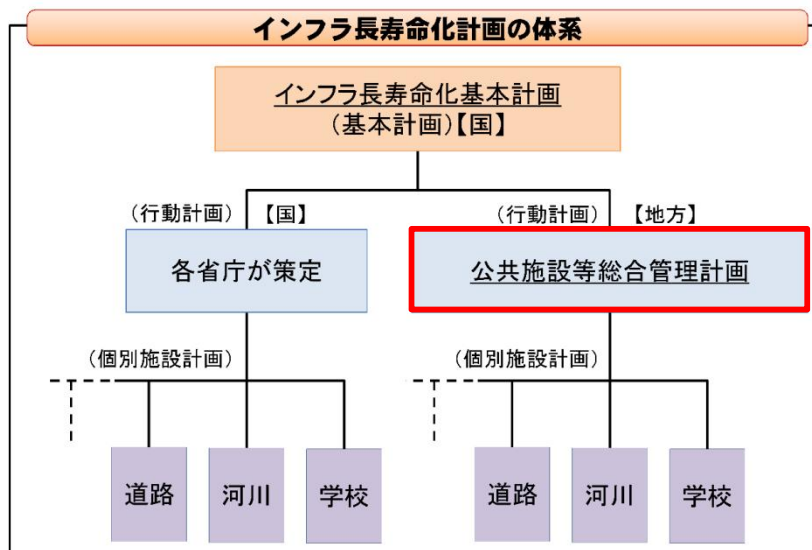 インフラ長寿命化計画の体系
インフラ長寿命化基本計画
(基本計画)【国】
(行動計画) 【国】
(行動計画) 【地方】
各省庁が策定
公共施設等総合管理計画
(個別施設計画)
(個別施設計画)
道路 河川 学校
道路 河川 学校